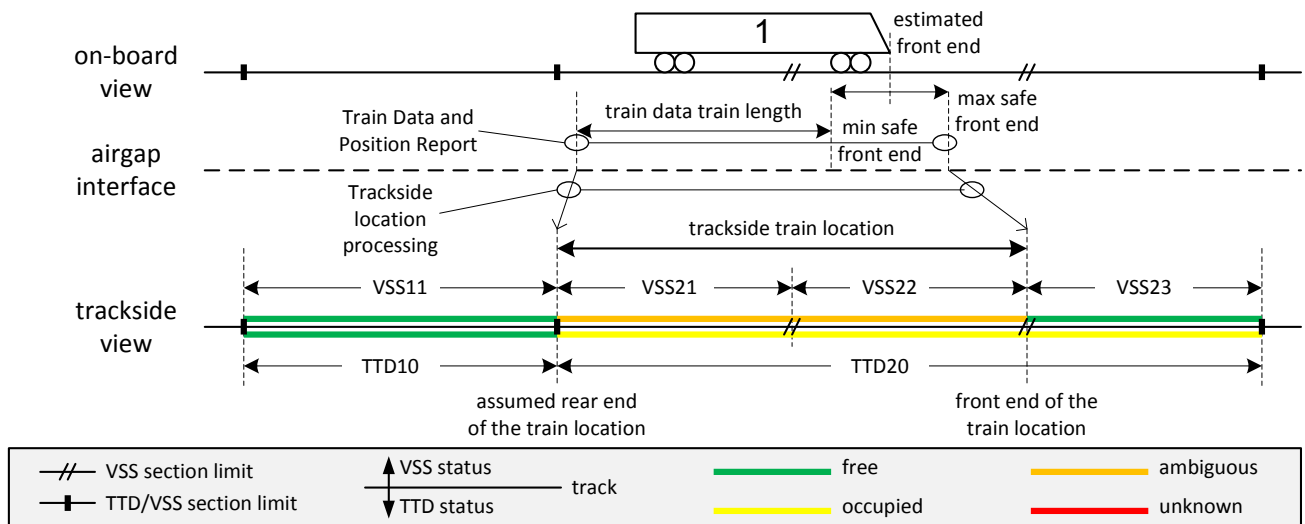 1
estimated
front end
on-board
view
max safe
front end
train data train length
min safe
front end
Train Data and
Position Report
airgap
interface
Trackside
location
processing
trackside train location
VSS11
VSS21
VSS22
VSS23
trackside
view
TTD10
TTD20
assumed rear end
of the train location
front end of the
train location
VSS section limit
TTD/VSS section limit
VSS status
track
TTD status
free
occupied
ambiguous
unknown